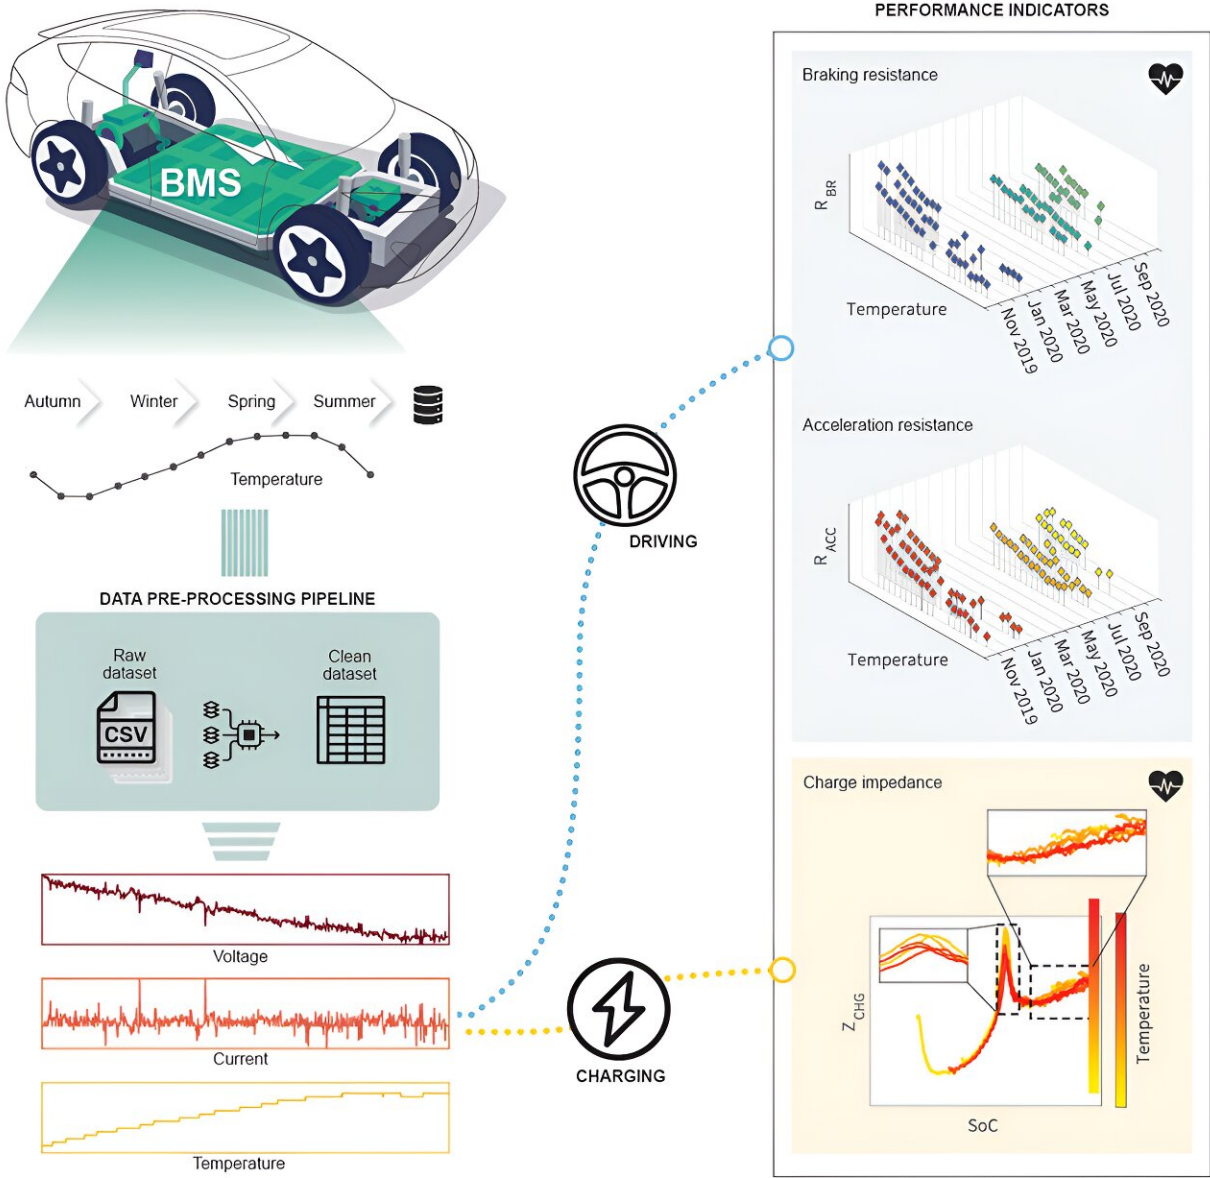 PERFORMANCE INDICATORS
BMS
Autumn
Winter
Spring
Summer
Temperature
DATA PRE-PROCESSING PIPELINE
Raw
dataset
CSV
Clean
dataset
Voltage
Current
Temperature
DRIVING
CHARGING
Braking resistance
R BR
Temperature
Nov 2019
Jan 2020
Mar 2020
May 2020
Jul 2020
Sep 2020
Acceleration resistance
R ACC
Temperature
Nov 2019
Jan 2020
Mar 2020
May 2020
Jul 2020
Sep 2020
Charge impedance
Z CHG
SoC
Temperature